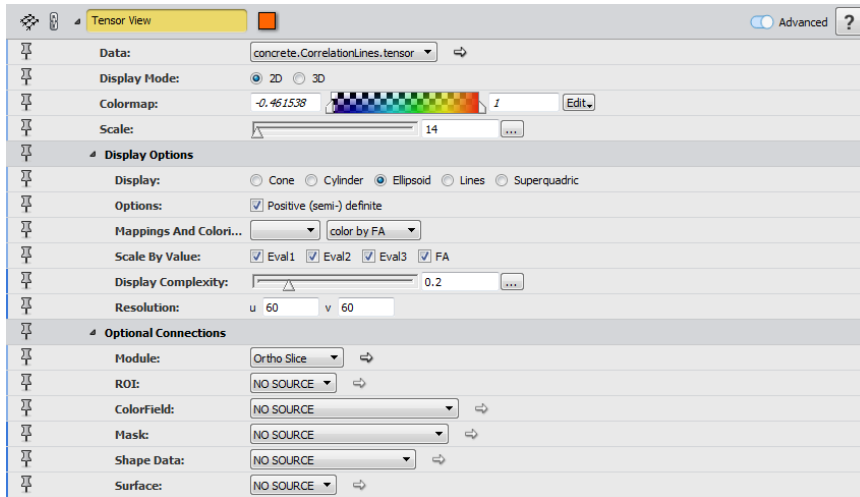 Tensor View Advanced ?
Data: concrete.CorrelationLines.tensor
Display Mode: 2D 3D
Colormap: -0.461538 1 Edit
Scale: 14 ...
Display Options
Display: Cone Cylinder Ellipsoid Lines Superquadric
Options: Positive (semi-) definite
Mappings And Colori... color by FA
Scale By Value: Eval1 Eval2 Eval3 FA
Display Complexity: 0.2 ...
Resolution: u 60 v 60
Optional Connections
Module: Ortho Slice
ROI: NO SOURCE
ColorField: NO SOURCE
Mask: NO SOURCE
Shape Data: NO SOURCE
Surface: NO SOURCE